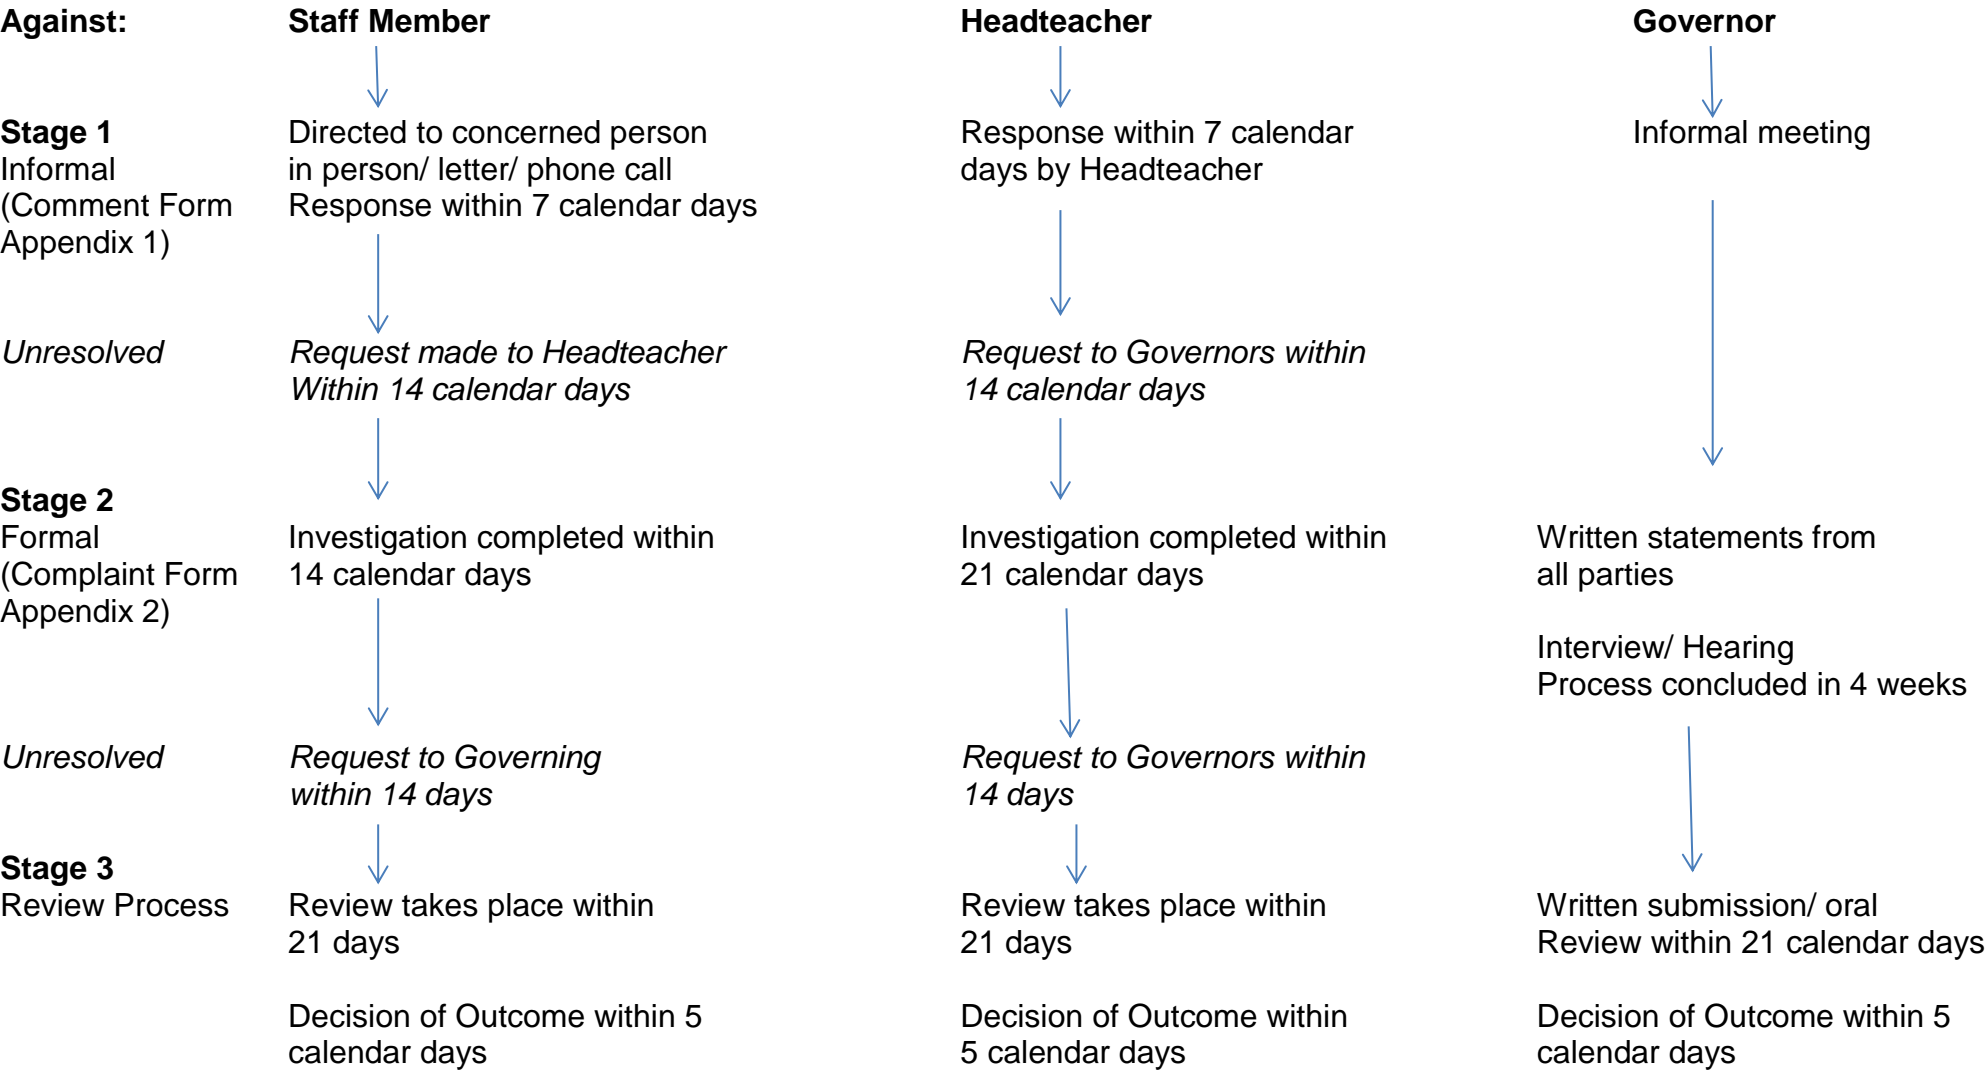 Against: Staff Member Headteacher Governor
Stage 1 Directed to concerned person Response within 7 calendar Informal meeting
Informal in person/ letter/ phone call days by Headteacher
(Comment Form Response within 7 calendar days
Appendix 1)
Unresolved Request made to Headteacher Request to Governors within
Within 14 calendar days 14 calendar days
Stage 2
Formal Investigation completed within Investigation completed within Written statements from
(Complaint Form 14 calendar days 21 calendar days all parties
Appendix 2)
Interview/ Hearing
Process concluded in 4 weeks
Unresolved Request to Governing Request to Governors within
within 14 days 14 days
Stage 3
Review Process Review takes place within Review takes place within Written submission/ oral
21 days 21 days Review within 21 calendar days
Decision of Outcome within 5 Decision of Outcome within Decision of Outcome within 5
calendar days 5 calendar days calendar days